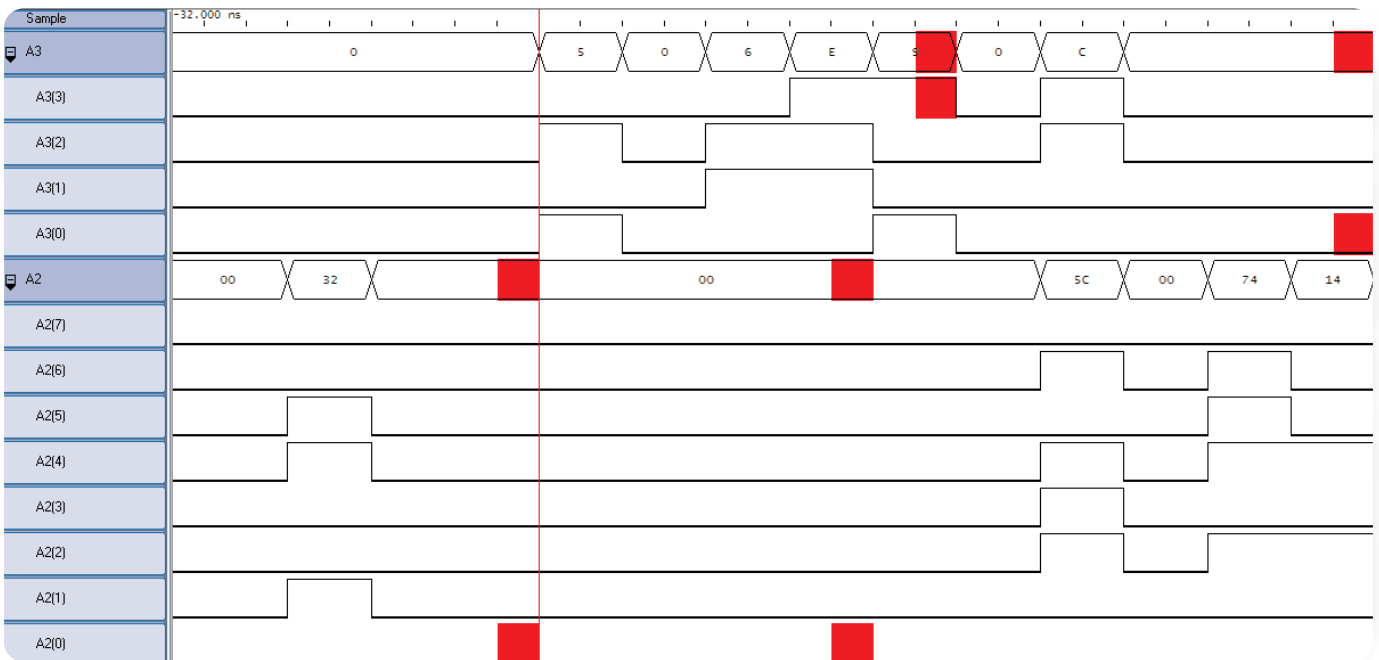 Sample -32.000 ns
A3 0 5 0 6 E 0 C
A3(3)
A3(2)
A3(1)
A3(0)
A2 00 32 00 5C 00 74 14
A2(7)
A2(6)
A2(5)
A2(4)
A2(3)
A2(2)
A2(1)
A2(0)